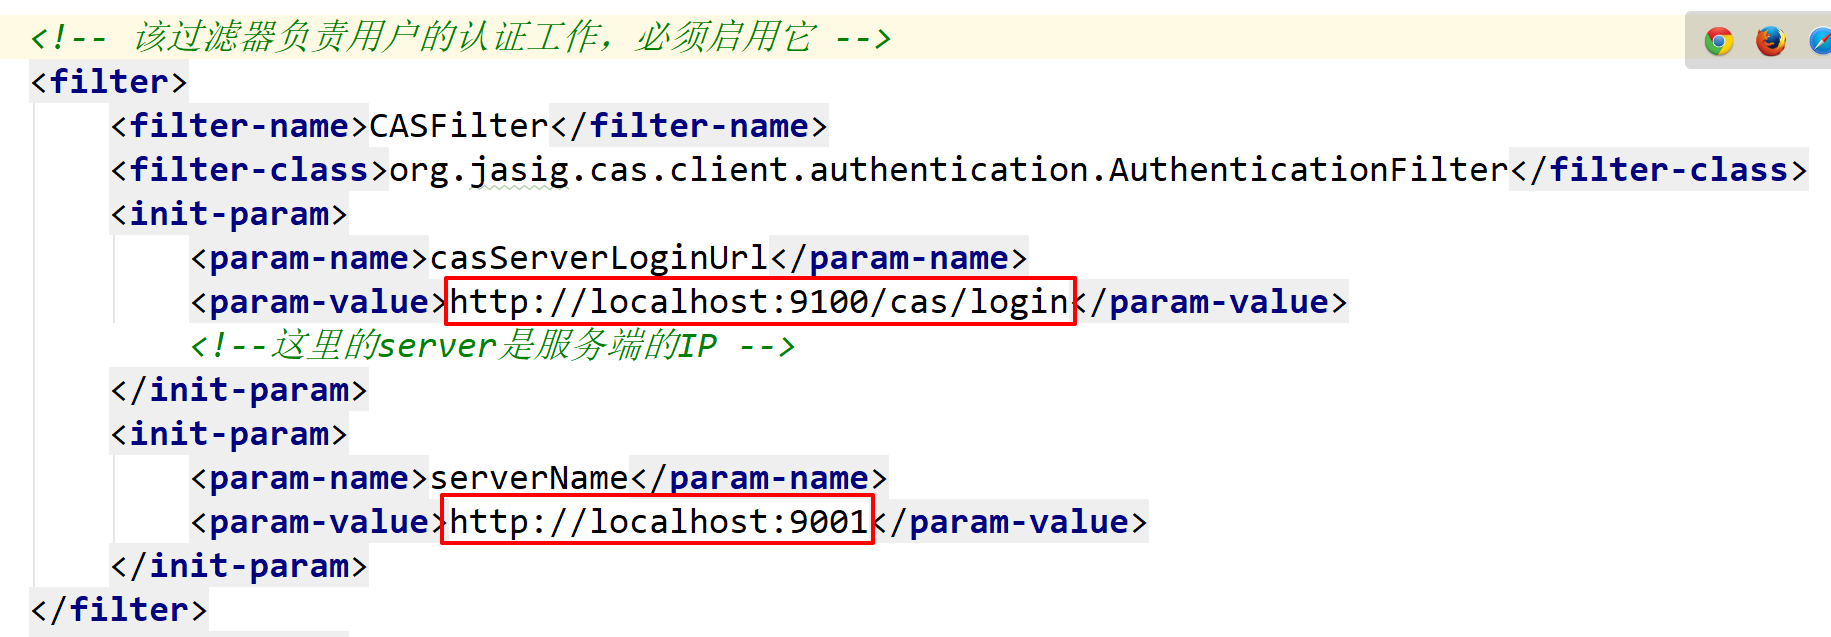 <!-- 该过滤器负责用户的认证工作，必须启用它 -->
<filter>
<filter-name>CASFilter</filter-name>
<filter-class>org.jasig.cas.client.authentication.AuthenticationFilter</filter-class>
<init-param>
<param-name>casServerLoginUrl</param-name>
<param-value>http://localhost:9100/cas/login</param-value>
<!--这里的server是服务端的IP -->
</init-param>
<init-param>
<param-name>serverName</param-name>
<param-value>http://localhost:9001</param-value>
</init-param>
</filter>